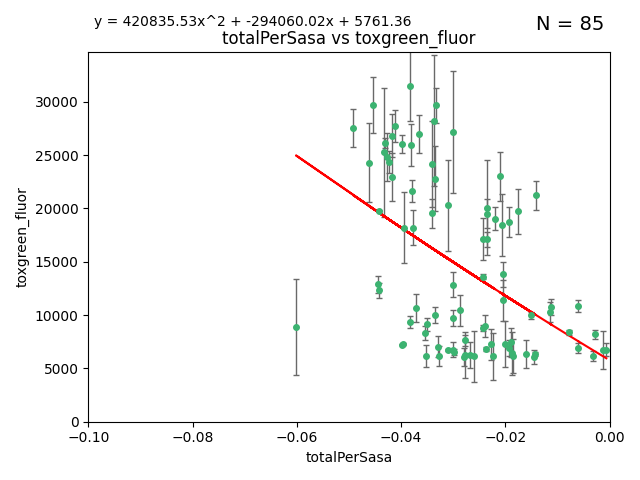 y = 420835.53x^2 + -294060.02x + 5761.36
N = 85
totalPerSasa vs toxgreen_fluor
30000
25000
20000
15000
10000
5000
0
toxgreen_fluor
−0.10
−0.08
−0.06
−0.04
−0.02
0.00
totalPerSasa